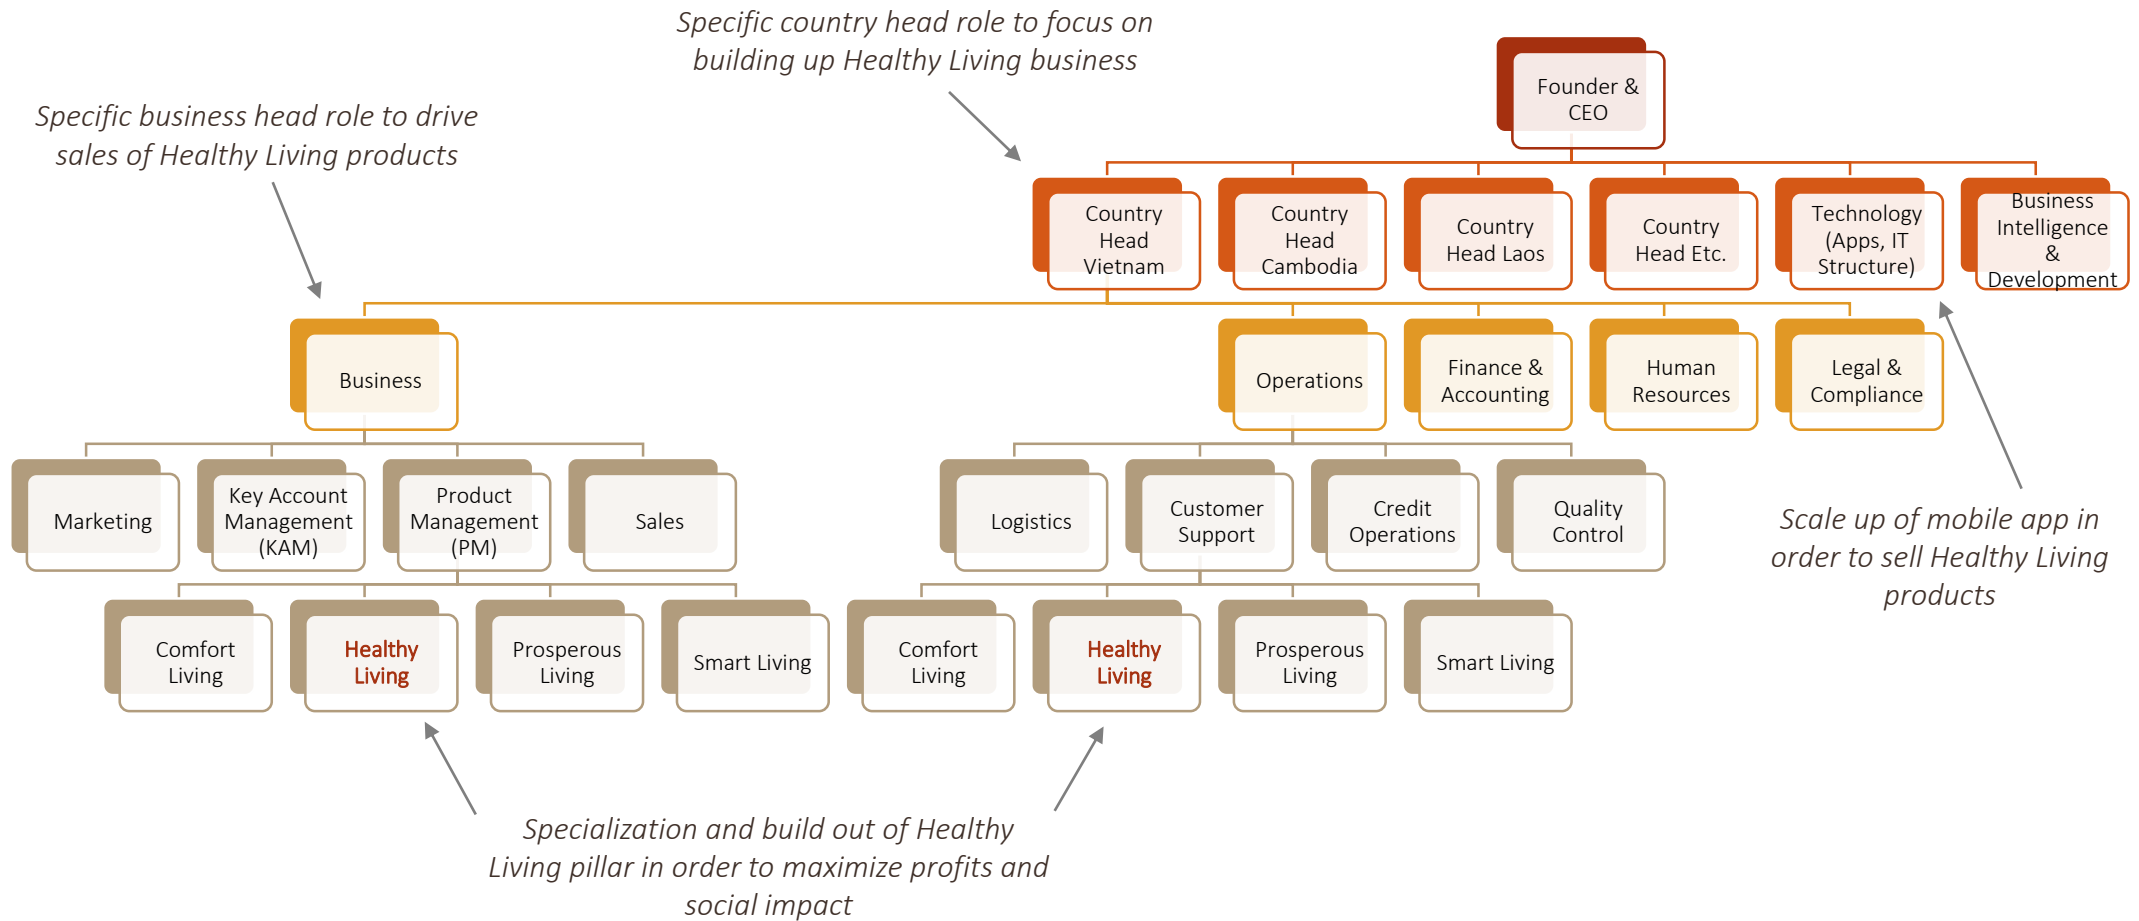 Specific country head role to focus on
building up Healthy Living business
Founder &
CEO
Specific business head role to drive
sales of Healthy Living products
Country
Head
Vietnam
Country
Head
Cambodia
Country
Head Laos
Country
Head Etc.
Technology
(Apps, IT
Structure)
Business
Intelligence
&
Development
Business
Operations
Finance &
Accounting
Human
Resources
Legal &
Compliance
Marketing
Key Account
Management
(KAM)
Product
Management
(PM)
Sales
Logistics
Customer
Support
Credit
Operations
Quality
Control
Scale up of mobile app in
order to sell Healthy Living
products
Comfort
Living
Healthy
Living
Prosperous
Living
Smart Living
Comfort
Living
Healthy
Living
Prosperous
Living
Smart Living
Specialization and build out of Healthy
Living pillar in order to maximize profits and
social impact